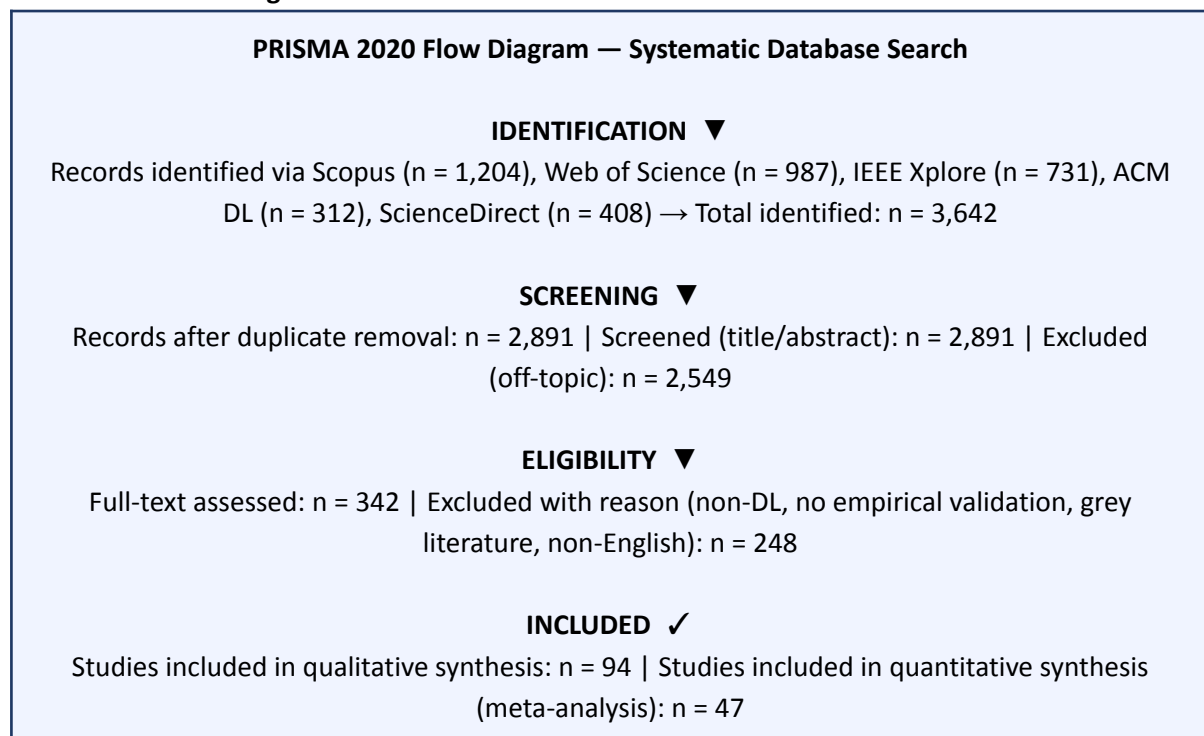 PRISMA 2020 Flow Diagram — Systematic Database Search
IDENTIFICATION ▼
Records identified via Scopus (n = 1,204), Web of Science (n = 987), IEEE Xplore (n = 731), ACM
DL (n = 312), ScienceDirect (n = 408) → Total identified: n = 3,642
SCREENING ▼
Records after duplicate removal: n = 2,891 | Screened (title/abstract): n = 2,891 | Excluded
(off-topic): n = 2,549
ELIGIBILITY ▼
Full-text assessed: n = 342 | Excluded with reason (non-DL, no empirical validation, grey
literature, non-English): n = 248
INCLUDED ✓
Studies included in qualitative synthesis: n = 94 | Studies included in quantitative synthesis
(meta-analysis): n = 47